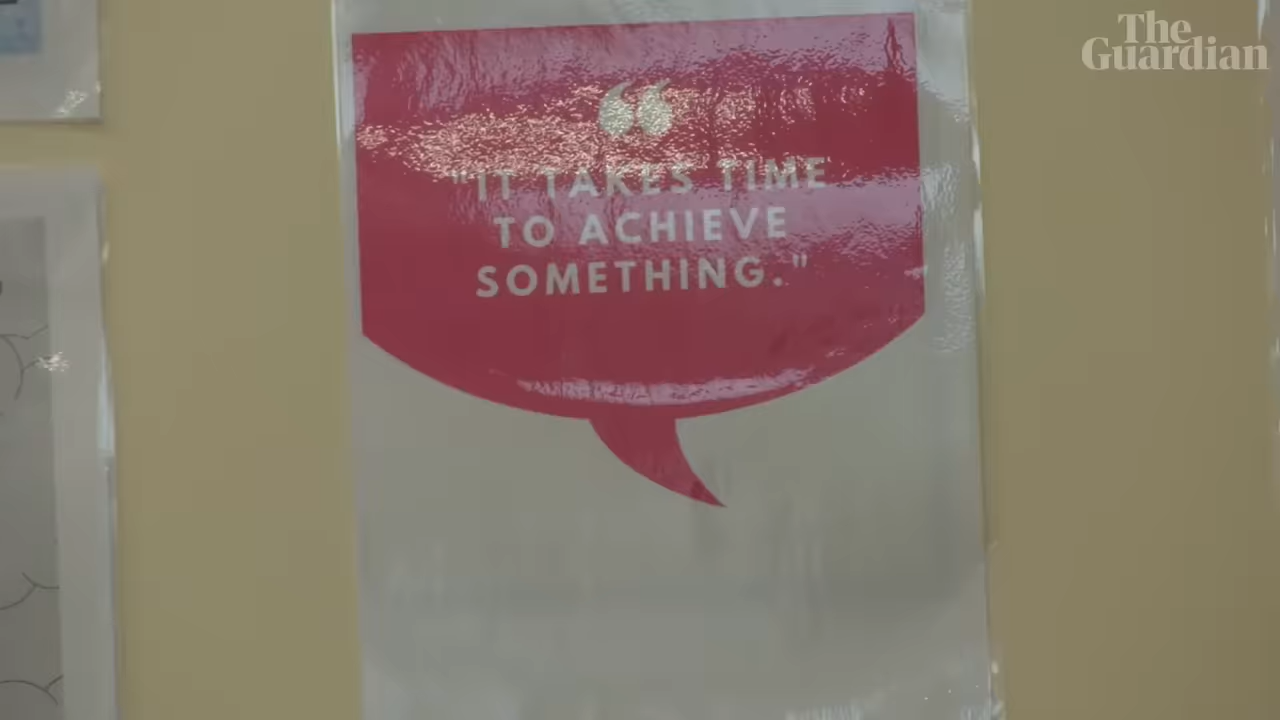 The
Guardian
“
"IT TAKES TIME
TO ACHIEVE
SOMETHING."